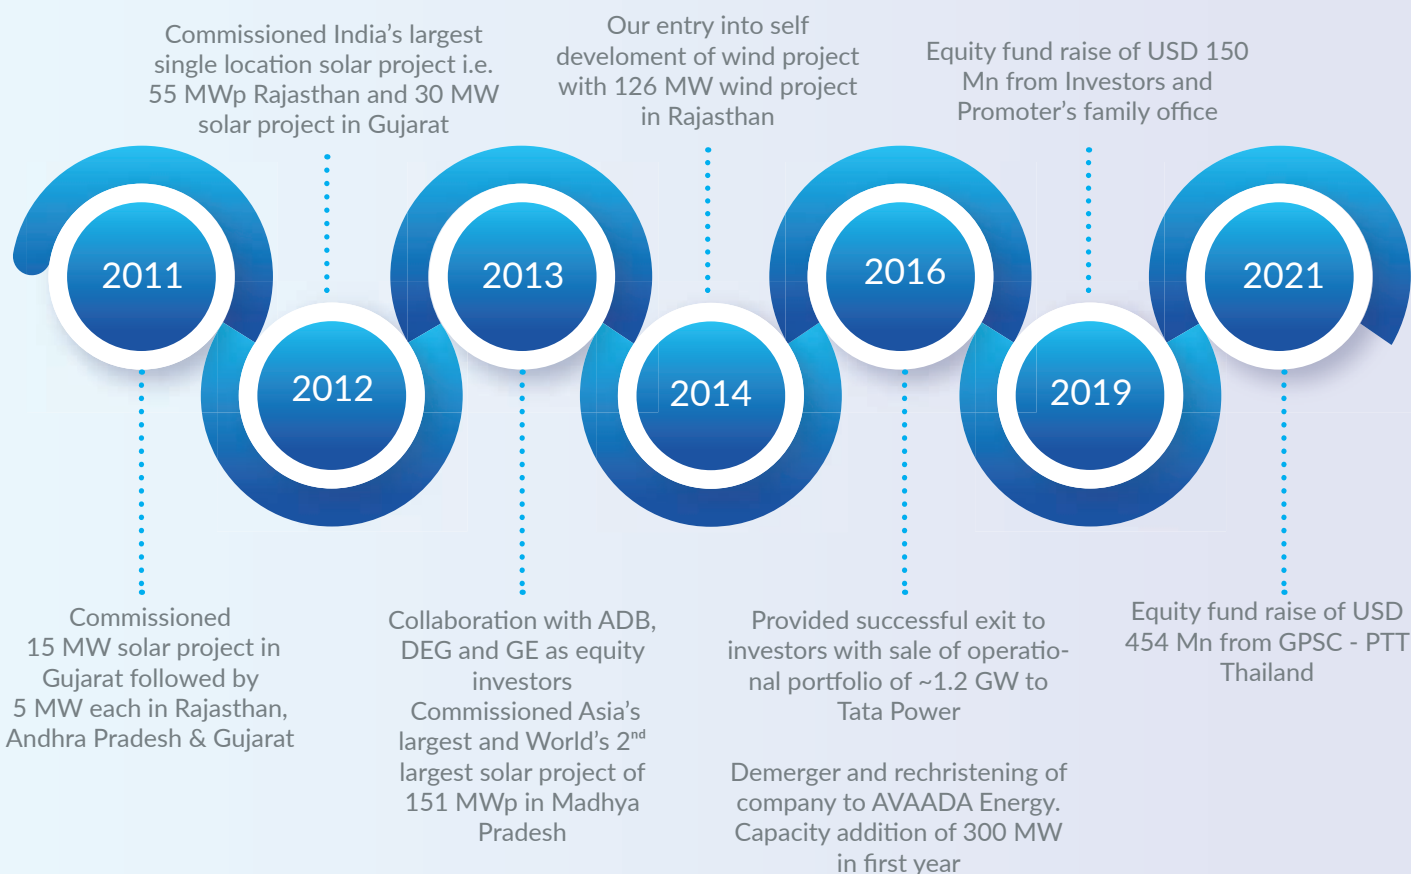 Commissioned India's largest
single location solar project i.e.
55 MWp Rajasthan and 30 MW
solar project in Gujarat
Our entry into self
develoment of wind project
with 126 MW wind project
in Rajasthan
Equity fund raise of USD 150
Mn from Investors and
Promoter's family office
2011
2012
2013
2014
2016
2019
2021
Commissioned
15 MW solar project in
Gujarat followed by
5 MW each in Rajasthan,
Andhra Pradesh & Gujarat
Collaboration with ADB,
DEG and GE as equity
investors
Commissioned Asia's
largest and World's 2nd
largest solar project of
151 MWp in Madhya
Pradesh
Provided successful exit to
investors with sale of operatio-
nal portfolio of ~1.2 GW to
Tata Power
Demerger and rechristening of
company to AVAADA Energy.
Capacity addition of 300 MW
in first year
Equity fund raise of USD
454 Mn from GPSC - PTT
Thailand